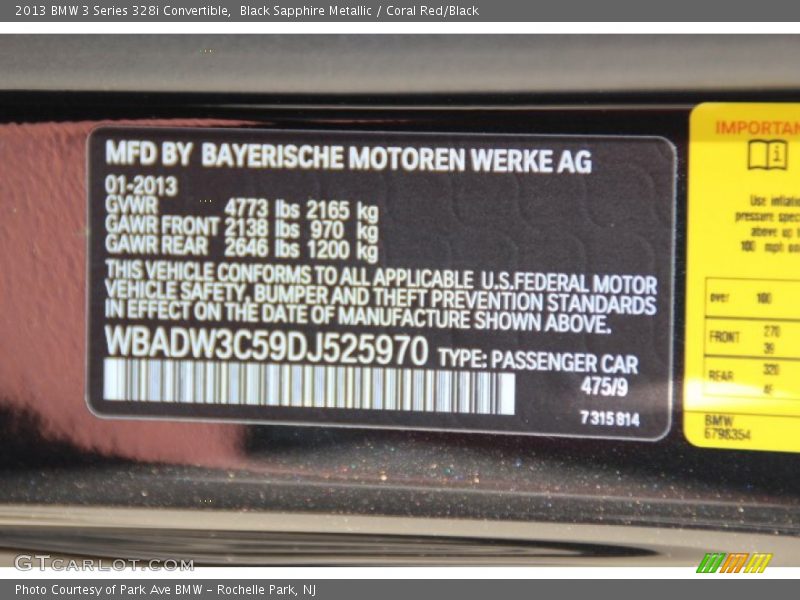 2013 BMW 3 Series 328i Convertible,  Black Sapphire Metallic / Coral Red/Black
MFD BY BAYERISCHE MOTOREN WERKE AG
01-2013
GVWR 4773 lbs 2165 kg
GAWR FRONT 2138 lbs 970 kg
GAWR REAR 2646 lbs 1200 kg
THIS VEHICLE CONFORMS TO ALL APPLICABLE U.S.FEDERAL MOTOR
VEHICLE SAFETY, BUMPER AND THEFT PREVENTION STANDARDS
IN EFFECT ON THE DATE OF MANUFACTURE SHOWN ABOVE.
WBADW3C59DJ525970 TYPE: PASSENGER CAR
475/9
7 315 814
IMPORTAN
i
Use inflatio
pressure spec
above up t
100 mph on
over 100
FRONT 270
39
REAR 320
BMW
6798354
GTCARLOT.COM
Photo Courtesy of Park Ave BMW - Rochelle Park, NJ